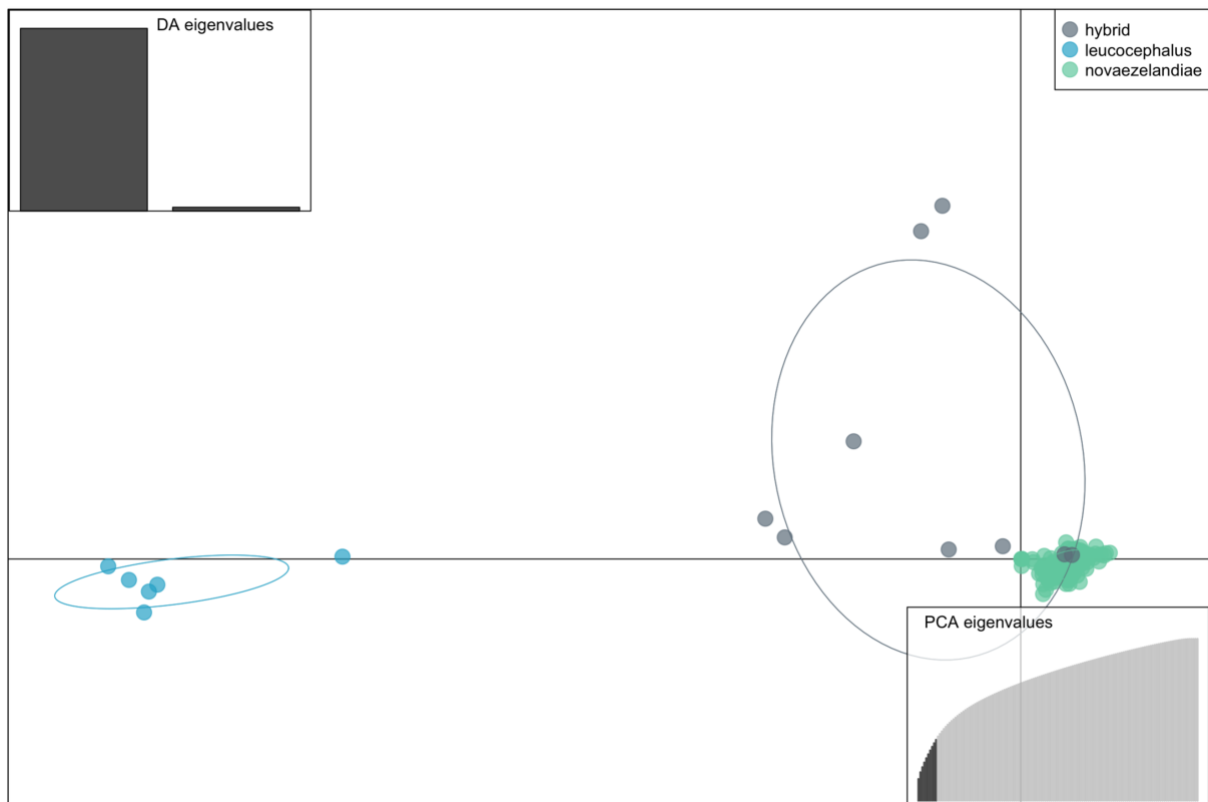 DA eigenvalues
hybrid
leucocephalus
novaezelandiae
PCA eigenvalues